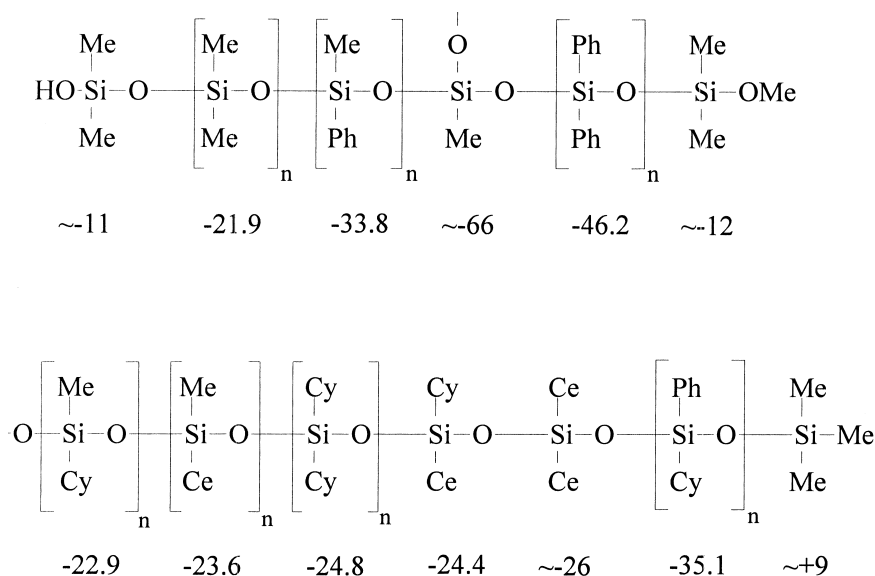 Me Me Me O Ph Me
HO Si O Si O Si O Si O Si O Si OMe
Me Me Ph Me Ph Me
n n n
~-11 -21.9 -33.8 ~-66 -46.2 ~-12
Me Me Cy Cy Ce Ph Me
O Si O Si O Si O Si O Si O Si O Si Me
Cy Ce Cy Ce Ce Cy Me
n n n n
-22.9 -23.6 -24.8 -24.4 ~-26 -35.1 ~+9